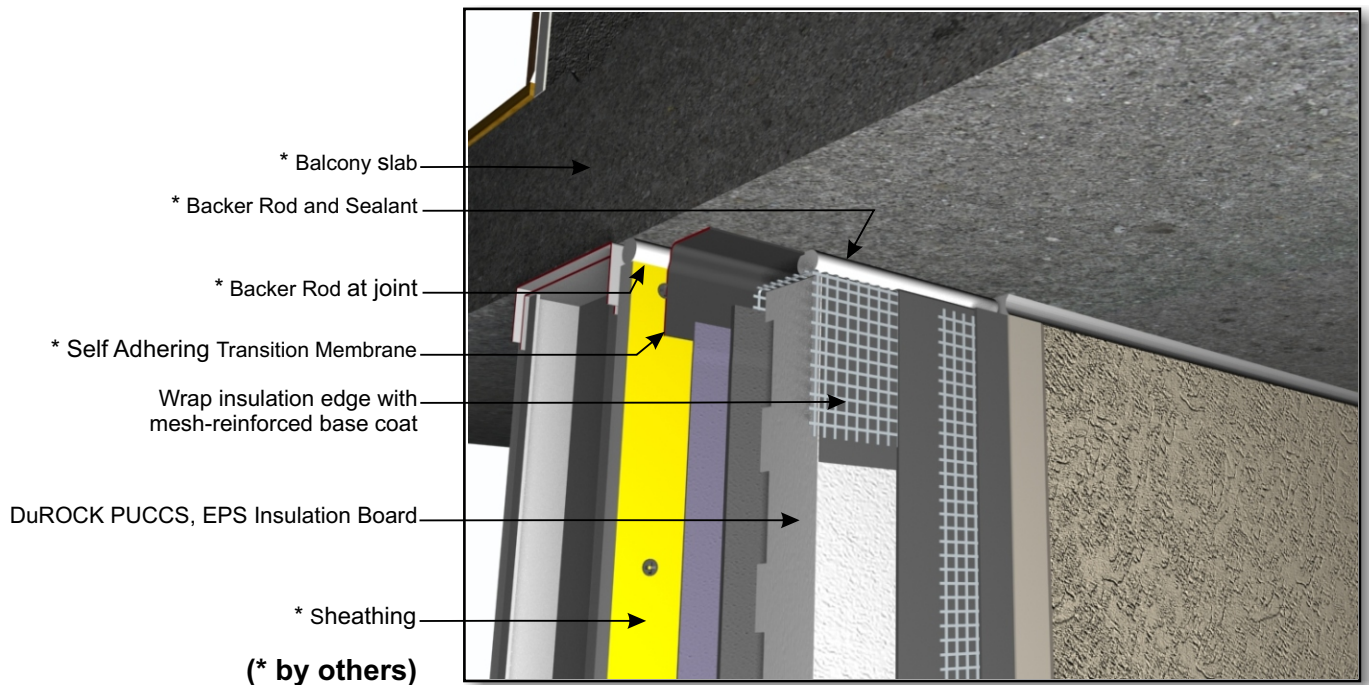 * Balcony slab
* Backer Rod and Sealant
* Backer Rod at joint
* Self Adhering Transition Membrane
Wrap insulation edge with
mesh-reinforced base coat
DuROCK PUCCS, EPS Insulation Board
* Sheathing
(* by others)